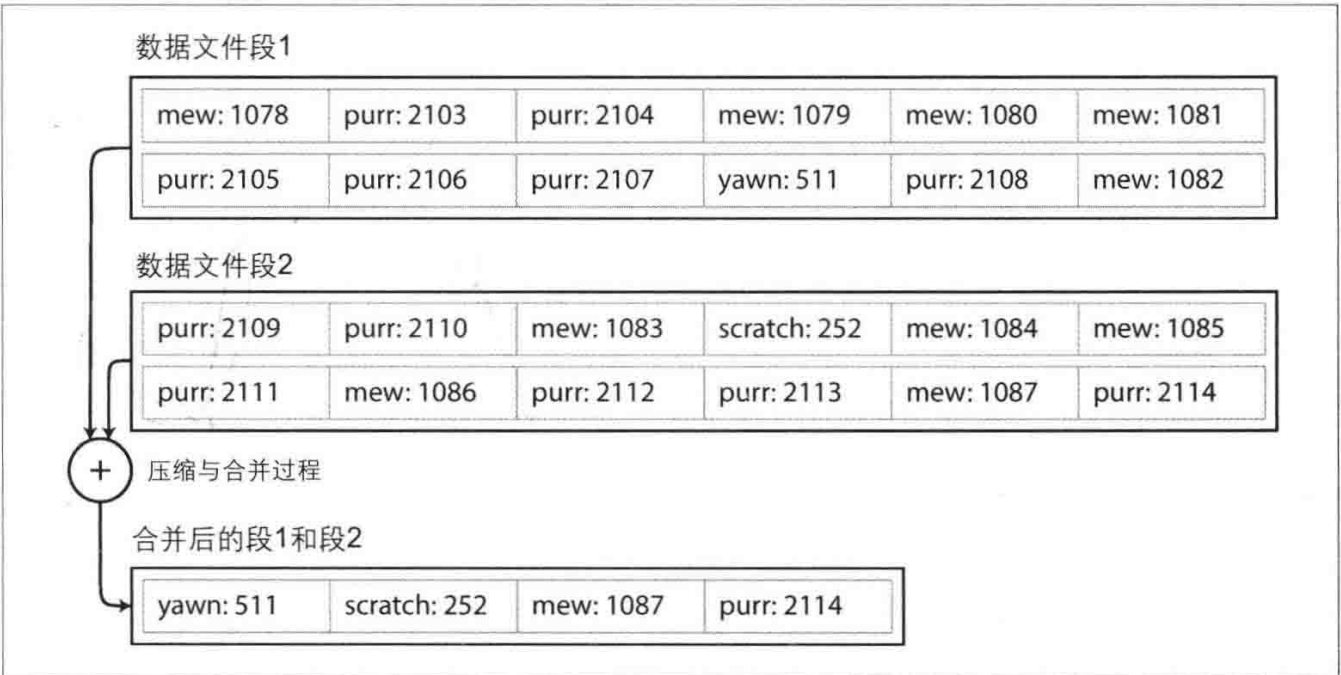 数据文件段1
mew: 1078 purr: 2103 purr: 2104 mew: 1079 mew: 1080 mew: 1081
purr: 2105 purr: 2106 purr: 2107 yawn: 511 purr: 2108 mew: 1082
数据文件段2
purr: 2109 purr: 2110 mew: 1083 scratch: 252 mew: 1084 mew: 1085
purr: 2111 mew: 1086 purr: 2112 purr: 2113 mew: 1087 purr: 2114
+ 压缩与合并过程
合并后的段1和段2
yawn: 511 scratch: 252 mew: 1087 purr: 2114